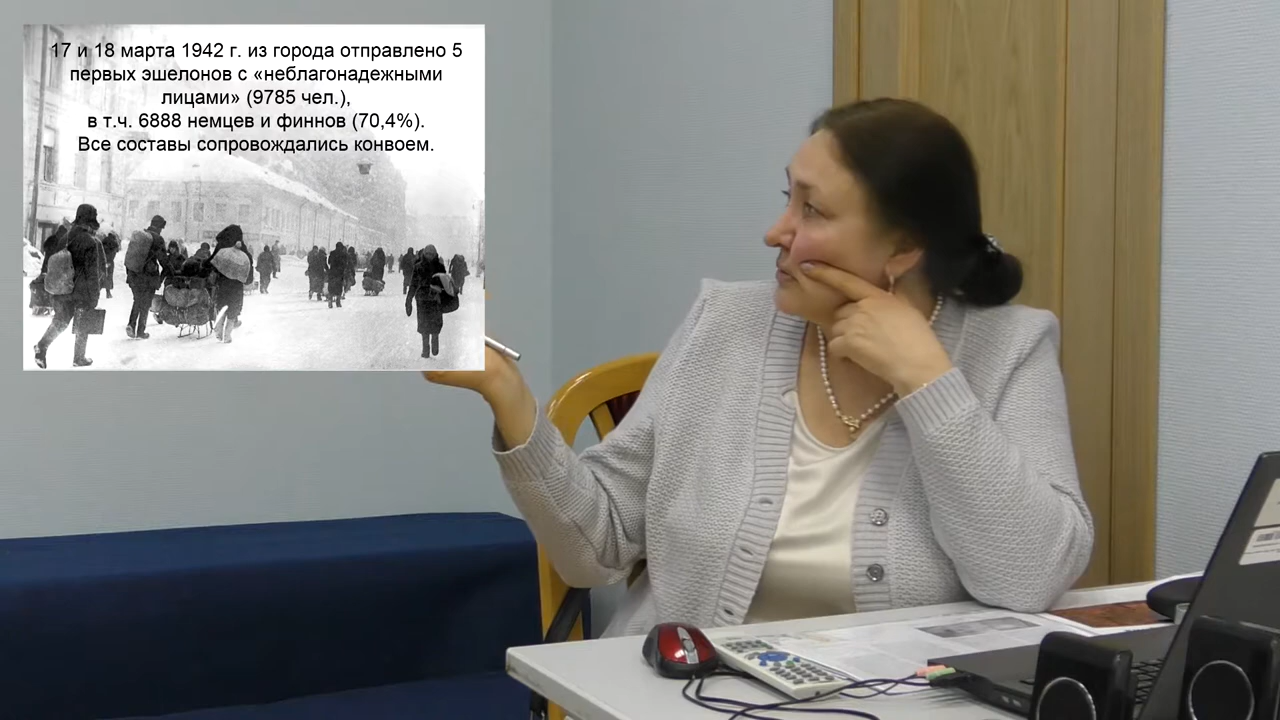 17 и 18 марта 1942 г. из города отправлено 5
первых эшелонов с «неблагонадежными
лицами» (9785 чел.),
в т.ч. 6888 немцев и финнов (70,4%).
Все составы сопровождались конвоем.